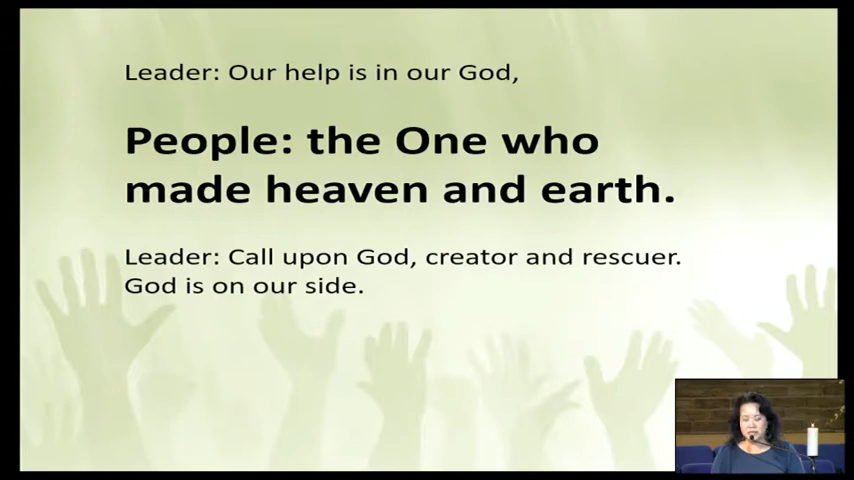 Leader: Our help is in our God,
People: the One who
made heaven and earth.
Leader: Call upon God, creator and rescuer.
God is on our side.